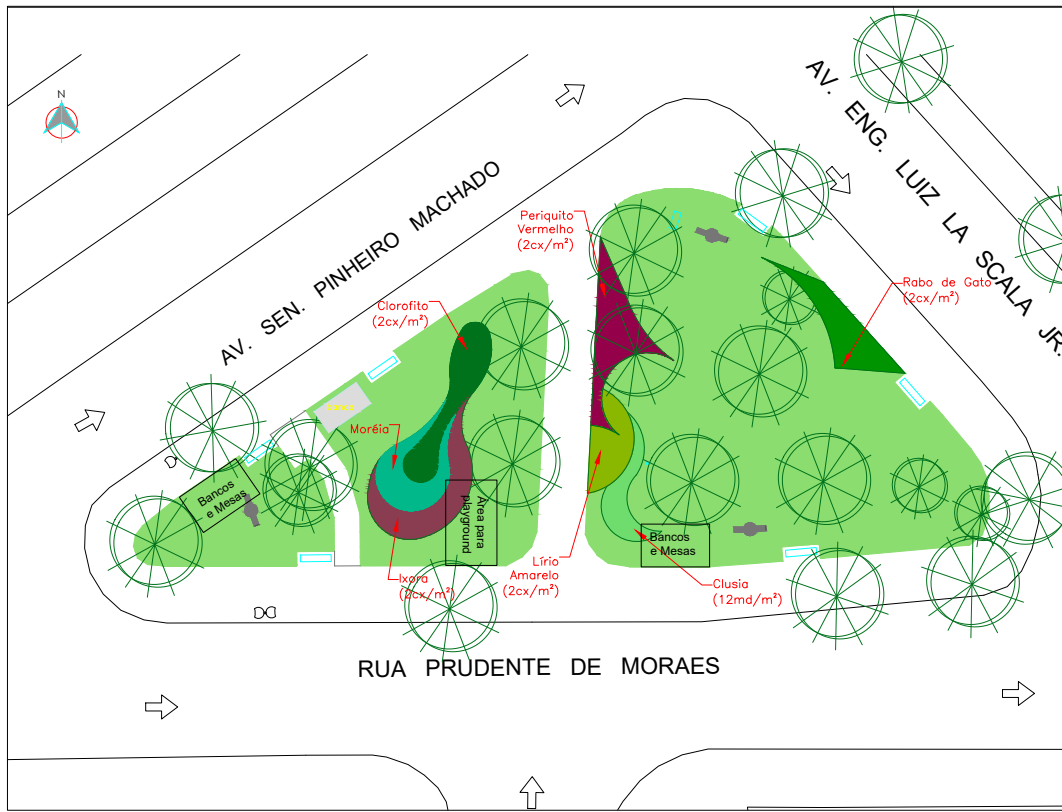 N
AV. SEN. PINHEIRO MACHADO
AV. ENG. LUIZ LA SCALA JR.
Periquito
Vermelho
(2cx/m²)
Rabo de Gato
(2cx/m²)
Clorofito
(2cx/m²)
Moréia
Bancos
e Mesas
Área para
playground
Ixora
(2cx/m²)
Lírio
Amarelo
(2cx/m²)
Bancos
e Mesas
Clusia
(12md/m²)
RUA PRUDENTE DE MORAES